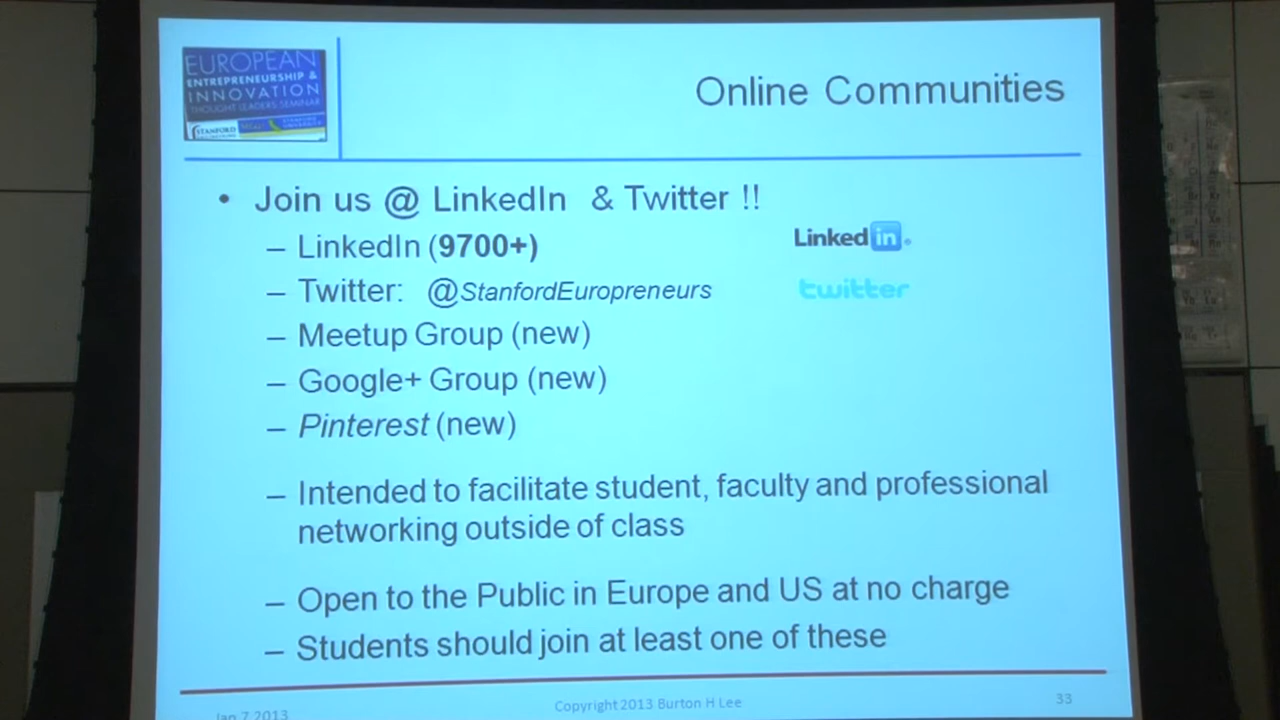 EUROPEAN
ENTREPRENEURSHIP &
INNOVATION
THOUGHT LEADERS SEMINAR
STANFORD
Online Communities
• Join us @ LinkedIn & Twitter !!
– LinkedIn (9700+)
Linked in
– Twitter: @StanfordEuropreneurs
twitter
– Meetup Group (new)
– Google+ Group (new)
– Pinterest (new)
– Intended to facilitate student, faculty and professional
networking outside of class
– Open to the Public in Europe and US at no charge
– Students should join at least one of these
Jan 7 2013
Copyright 2013 Burton H Lee
33